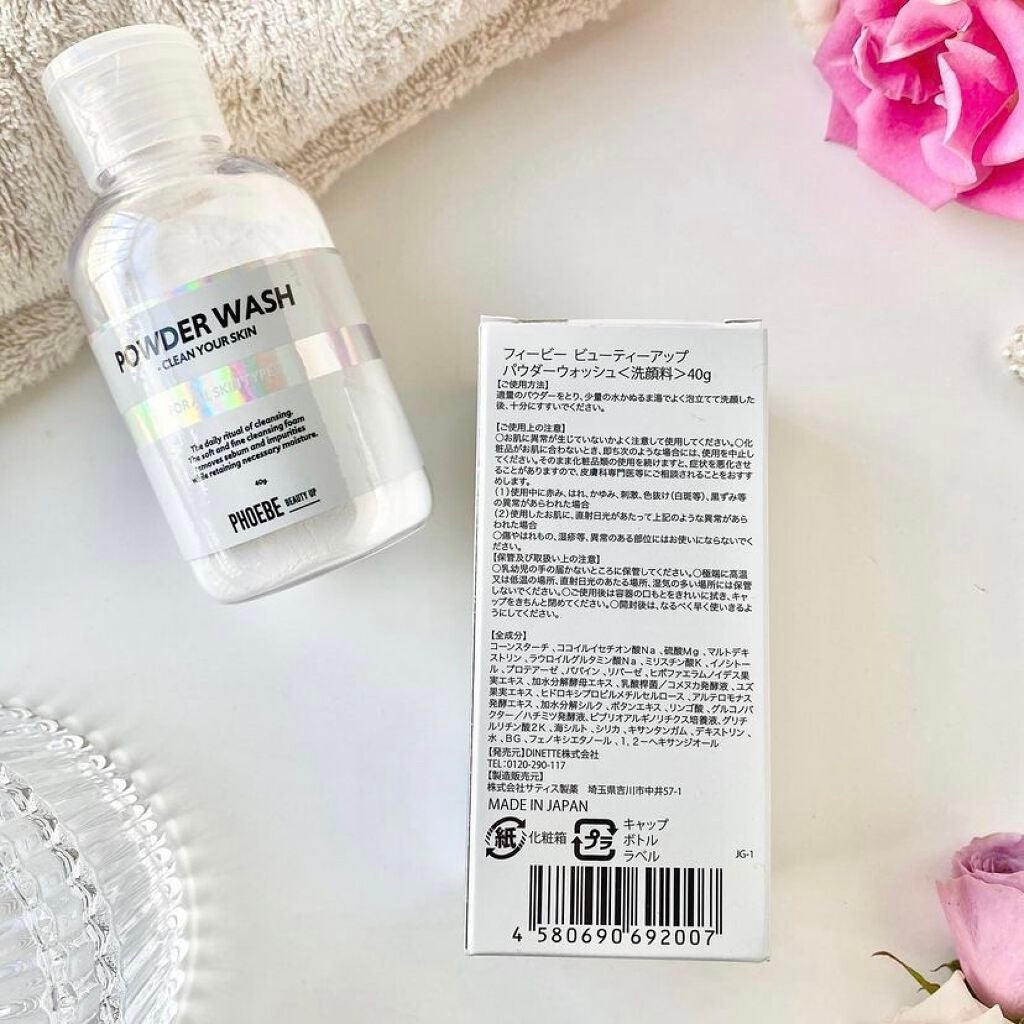 POWDER WASH
- CLEAN YOUR SKIN
FOR ALL SKIN TYPE
The daily ritual of cleansing.
The soft and fine cleansing foam
removes sebum and impurities
while retaining necessary moisture.
40g
PHOEBE BEAUTY UP
フィービー ビューティーアップ
パウダーウォッシュ<洗顔料>40g
【ご使用方法】
適量のパウダーをとり、少量の水かぬるま湯でよく泡立てて洗顔した
後、十分にすすいでください。
【ご使用上の注意】
○お肌に異常が生じていないかよく注意して使用してください。○化
粧品がお肌に合わないとき、即ち次のような場合には、使用を中止し
てください。そのまま化粧品類の使用を続けますと、症状を悪化させ
ることがありますので、皮膚科専門医等にご相談されることをおすす
めします。
(1)使用中に赤み、はれ、かゆみ、刺激、色抜け(白斑等)、黒ずみ等
の異常があらわれた場合
(2)使用したお肌に、直射日光があたって上記のような異常があら
われた場合
○傷やはれもの、湿疹等、異常のある部位にはお使いにならないでく
ださい。
【保管及び取扱い上の注意】
○乳幼児の手の届かないところに保管してください。○極端に高温
又は低温の場所、直射日光のあたる場所、湿気の多い場所には保管
しないでください。○ご使用後は容器の口もとをきれいに拭き、キャ
ップをきちんと閉めてください。○開封後は、なるべく早く使いきるよ
うにしてください。
【全成分】
コーンスターチ、ココイルイセチオン酸Na、硫酸Mg、マルトデキ
ストリン、ラウロイルグルタミン酸Na、ミリスチン酸K、イノシトー
ル、プロテアーゼ、パパイン、リパーゼ、ヒポファエラムノイデス果
実エキス、加水分解酵母エキス、乳酸桿菌/コメヌカ発酵液、ユズ
果実エキス、ヒドロキシプロピルメチルセルロース、アルテロモナス
発酵エキス、加水分解シルク、ボタンエキス、リンゴ酸、グルコノバ
クター/ハチミツ発酵液、ビブリオアルギノリチクス培養液、グリチ
ルリチン酸2K、海シルト、シリカ、キサンタンガム、デキストリン、
水、BG、フェノキシエタノール、1,2-ヘキサンジオール
【発売元】DINETTE株式会社
TEL:0120-290-117
【製造販売元】
株式会社サティス製薬 埼玉県吉川市中井57-1
MADE IN JAPAN
紙 化粧箱 プラ キャップ
ボトル
ラベル
JG-1
4 580690 692007